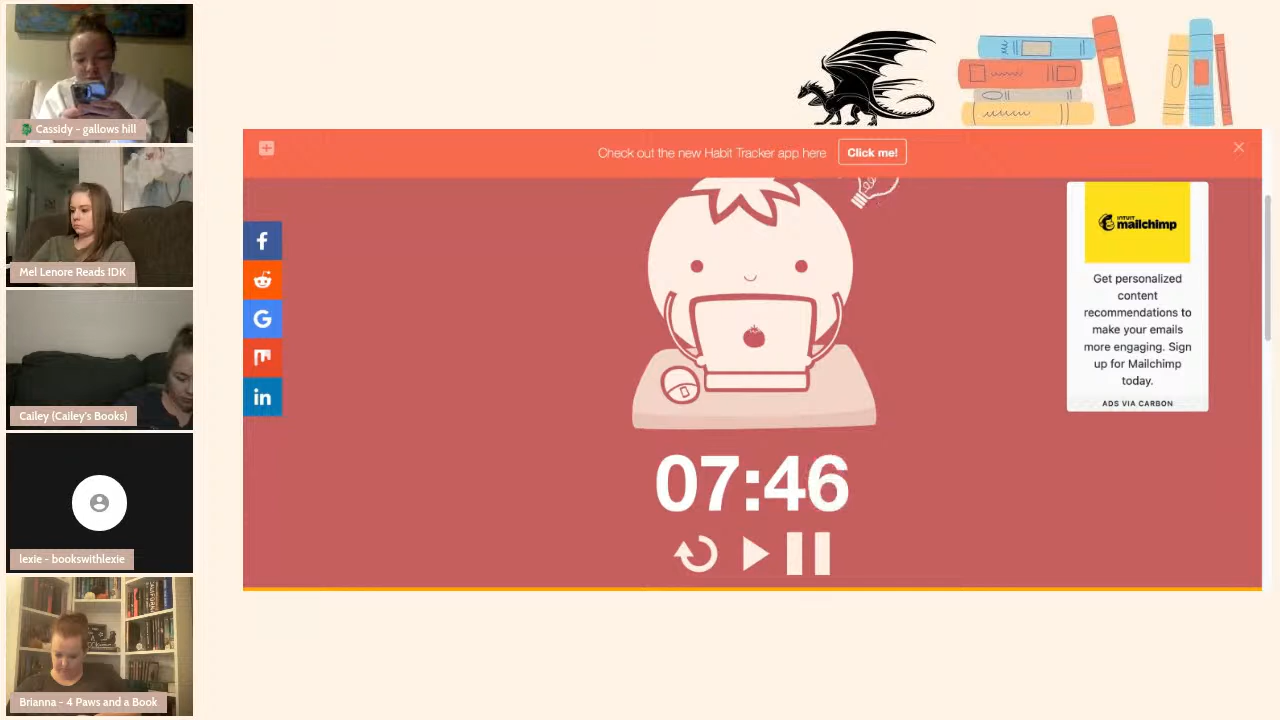 Cassidy - gallows hill
Mel Lenore Reads IDK
Cailey (Cailey's Books)
lexie - bookswithlexie
Brianna - 4 Paws and a Book
Check out the new Habit Tracker app here
Click me!
07:46
INTUIT
mailchimp
Get personalized
content
recommendations to
make your emails
more engaging. Sign
up for Mailchimp
today.
ADS VIA CARBON